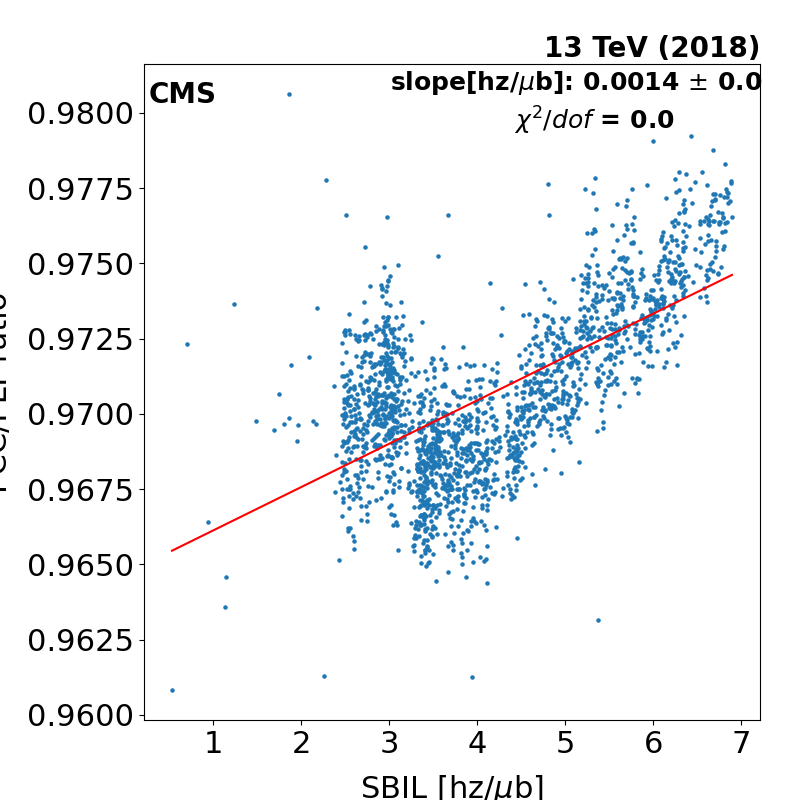 13 TeV (2018)
CMS
slope[hz/μb]: 0.0014 ± 0.0
χ²/dof = 0.0
0.9800
0.9775
0.9750
0.9725
0.9700
0.9675
0.9650
0.9625
0.9600
1 2 3 4 5 6 7
SBIL [hz/μb]